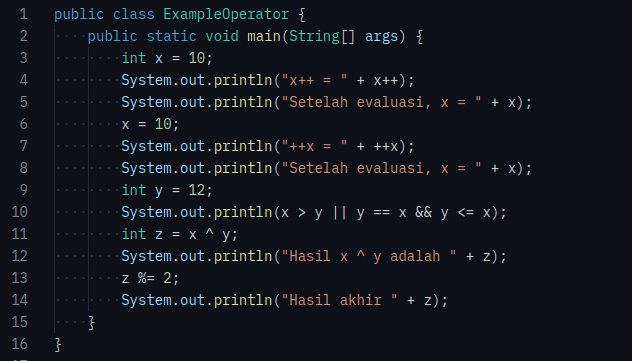 1 public class ExampleOperator {
2 ····public static void main(String[] args) {
3 ········int x = 10;
4 ········System.out.println("x++ = " + x++);
5 ········System.out.println("Setelah evaluasi, x = " + x);
6 ········x = 10;
7 ········System.out.println("++x = " + ++x);
8 ········System.out.println("Setelah evaluasi, x = " + x);
9 ········int y = 12;
10 ········System.out.println(x > y || y == x && y <= x);
11 ········int z = x ^ y;
12 ········System.out.println("Hasil x ^ y adalah " + z);
13 ········z %= 2;
14 ········System.out.println("Hasil akhir " + z);
15 ····}
16 }